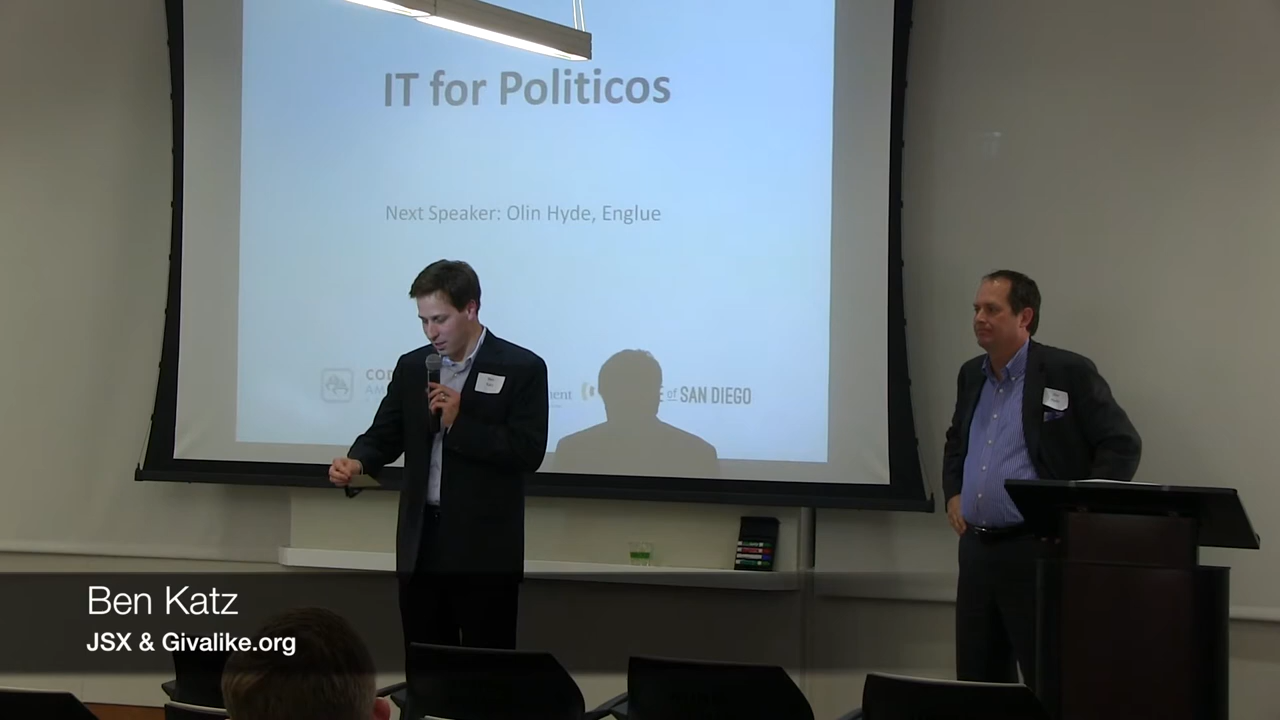 IT for Politicos
Next Speaker: Olin Hyde, Englue
of SAN DIEGO
Ben Katz
JSX & Givalike.org